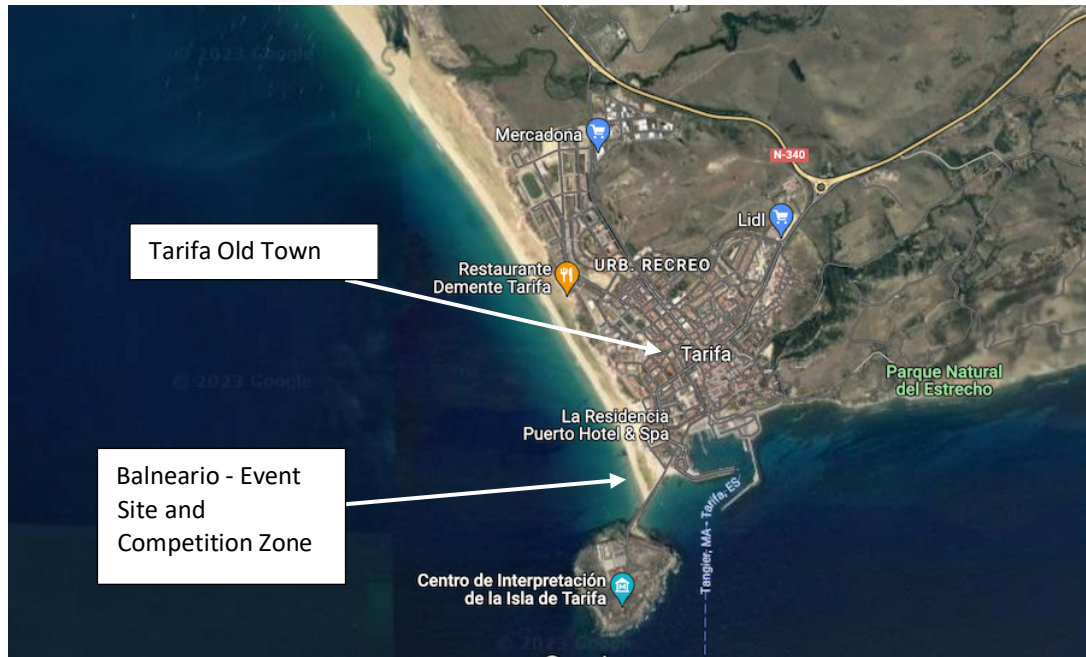 © 2023 Google
Mercadona
N-340
Lidl
Tarifa Old Town
URB. RECREO
Restaurante
Demente Tarifa
Tarifa
© 2023 Google
Parque Natural
del Estrecho
La Residencia
Puerto Hotel & Spa
Balneario - Event
Site and
Competition Zone
Tangier, MA - Tarifa, ES
Centro de Interpretación
de la Isla de Tarifa
© 2023 Google